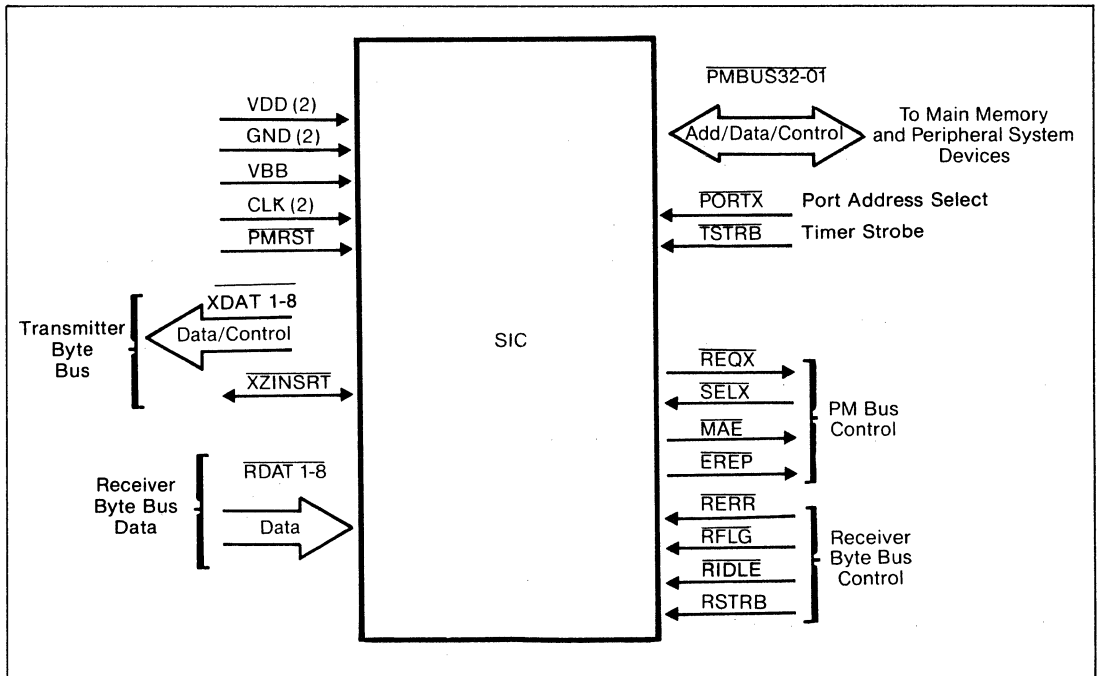 VDD (2)
GND (2)
VBB
CLK (2)
PMRST
XDAT 1-8
Data/Control
Transmitter
Byte
Bus
XZINSRT
RDAT 1-8
Receiver
Byte Bus
Data
Data
SIC
PMBUS32-01
Add/Data/Control
To Main Memory
and Peripheral System
Devices
PORTX Port Address Select
TSTRB Timer Strobe
REQX
SELX
MAE
EREP
PM Bus
Control
RERR
RFLG
RIDLE
RSTRB
Receiver
Byte Bus
Control